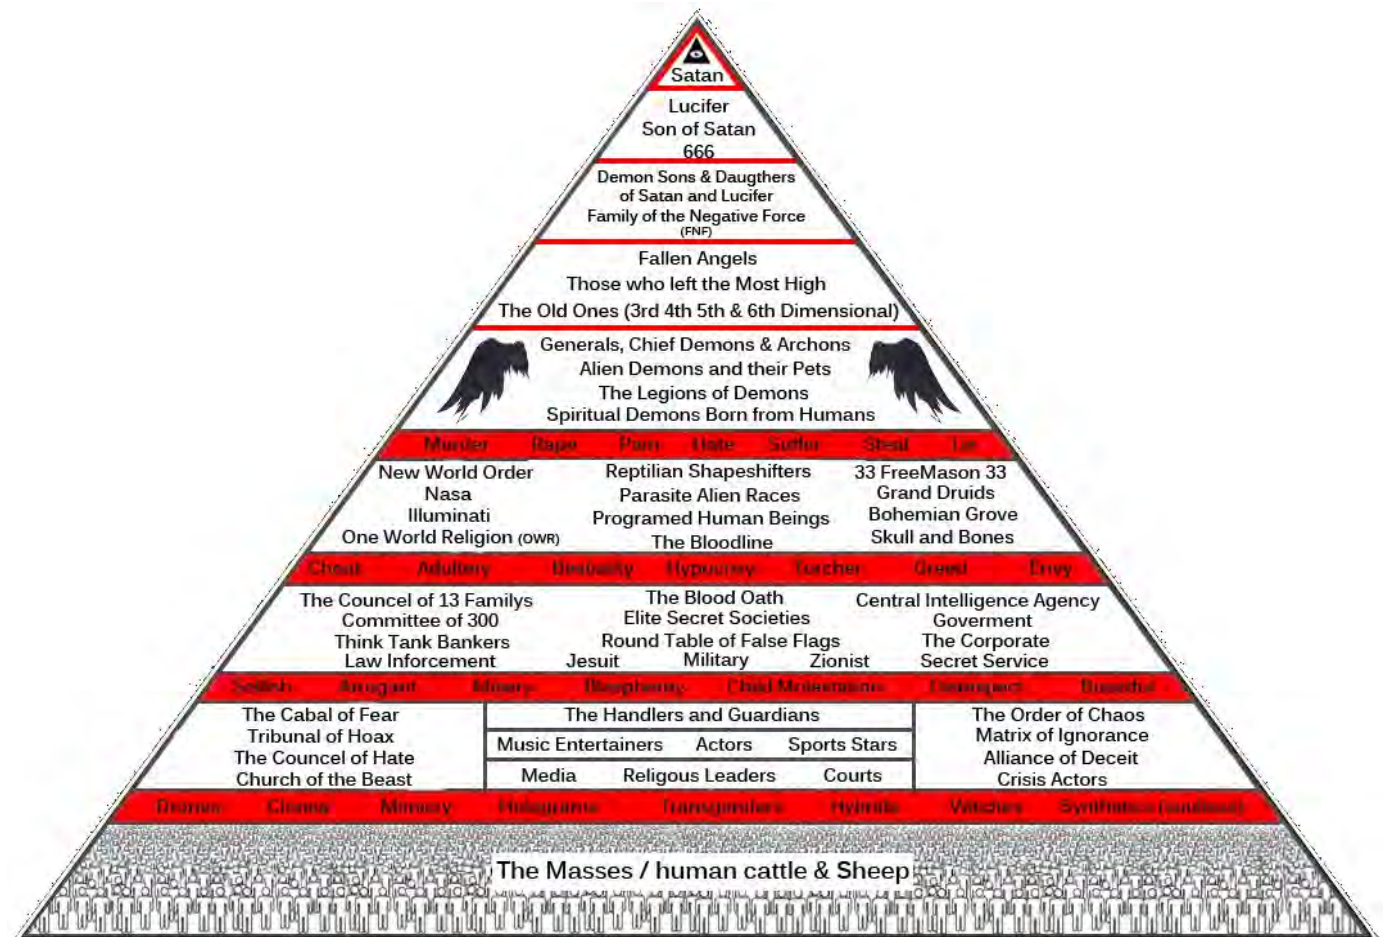 Satan
Lucifer
Son of Satan
666
Demon Sons & Daugthers
of Satan and Lucifer
Family of the Negative Force
(FNF)
Fallen Angels
Those who left the Most High
The Old Ones (3rd 4th 5th & 6th Dimensional)
Generals, Chief Demons & Archons
Alien Demons and their Pets
The Legions of Demons
Spiritual Demons Born from Humans
Murder Rape Pain Hate Suffer Steal Lie
New World Order
Nasa
Illuminati
One World Religion (OWR)
Reptilian Shapeshifters
Parasite Alien Races
Programed Human Beings
The Bloodline
33 FreeMason 33
Grand Druids
Bohemian Grove
Skull and Bones
Cheat Adultery Hypocrisy Torcher Greed Envy
The Councel of 13 Familys
Committee of 300
Think Tank Bankers
Law Inforcement
The Blood Oath
Elite Secret Societies
Round Table of False Flags
Jesuit Military Zionist
Central Intelligence Agency
Goverment
The Corporate
Secret Service
Selfish Arrogant Misery Blasphemy Child Molestations Disrespect
The Cabal of Fear
Tribunal of Hoax
The Councel of Hate
Church of the Beast
The Handlers and Guardians
Music Entertainers Actors Sports Stars
Media Religous Leaders Courts
The Order of Chaos
Matrix of Ignorance
Alliance of Deceit
Crisis Actors
Clones Mimicry Holograms Transgenders Hybrids Witches Synthetics (soulless)
The Masses / human cattle & Sheep